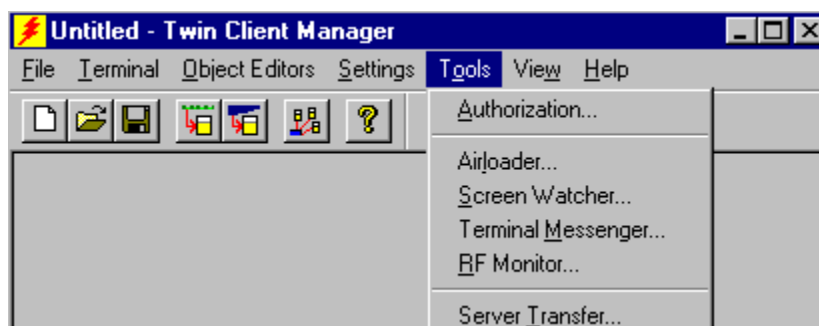 Untitled - Twin Client Manager
File Terminal Object Editors Settings Tools View Help
Authorization...
Airloader...
Screen Watcher...
Terminal Messenger...
RF Monitor...
Server Transfer...